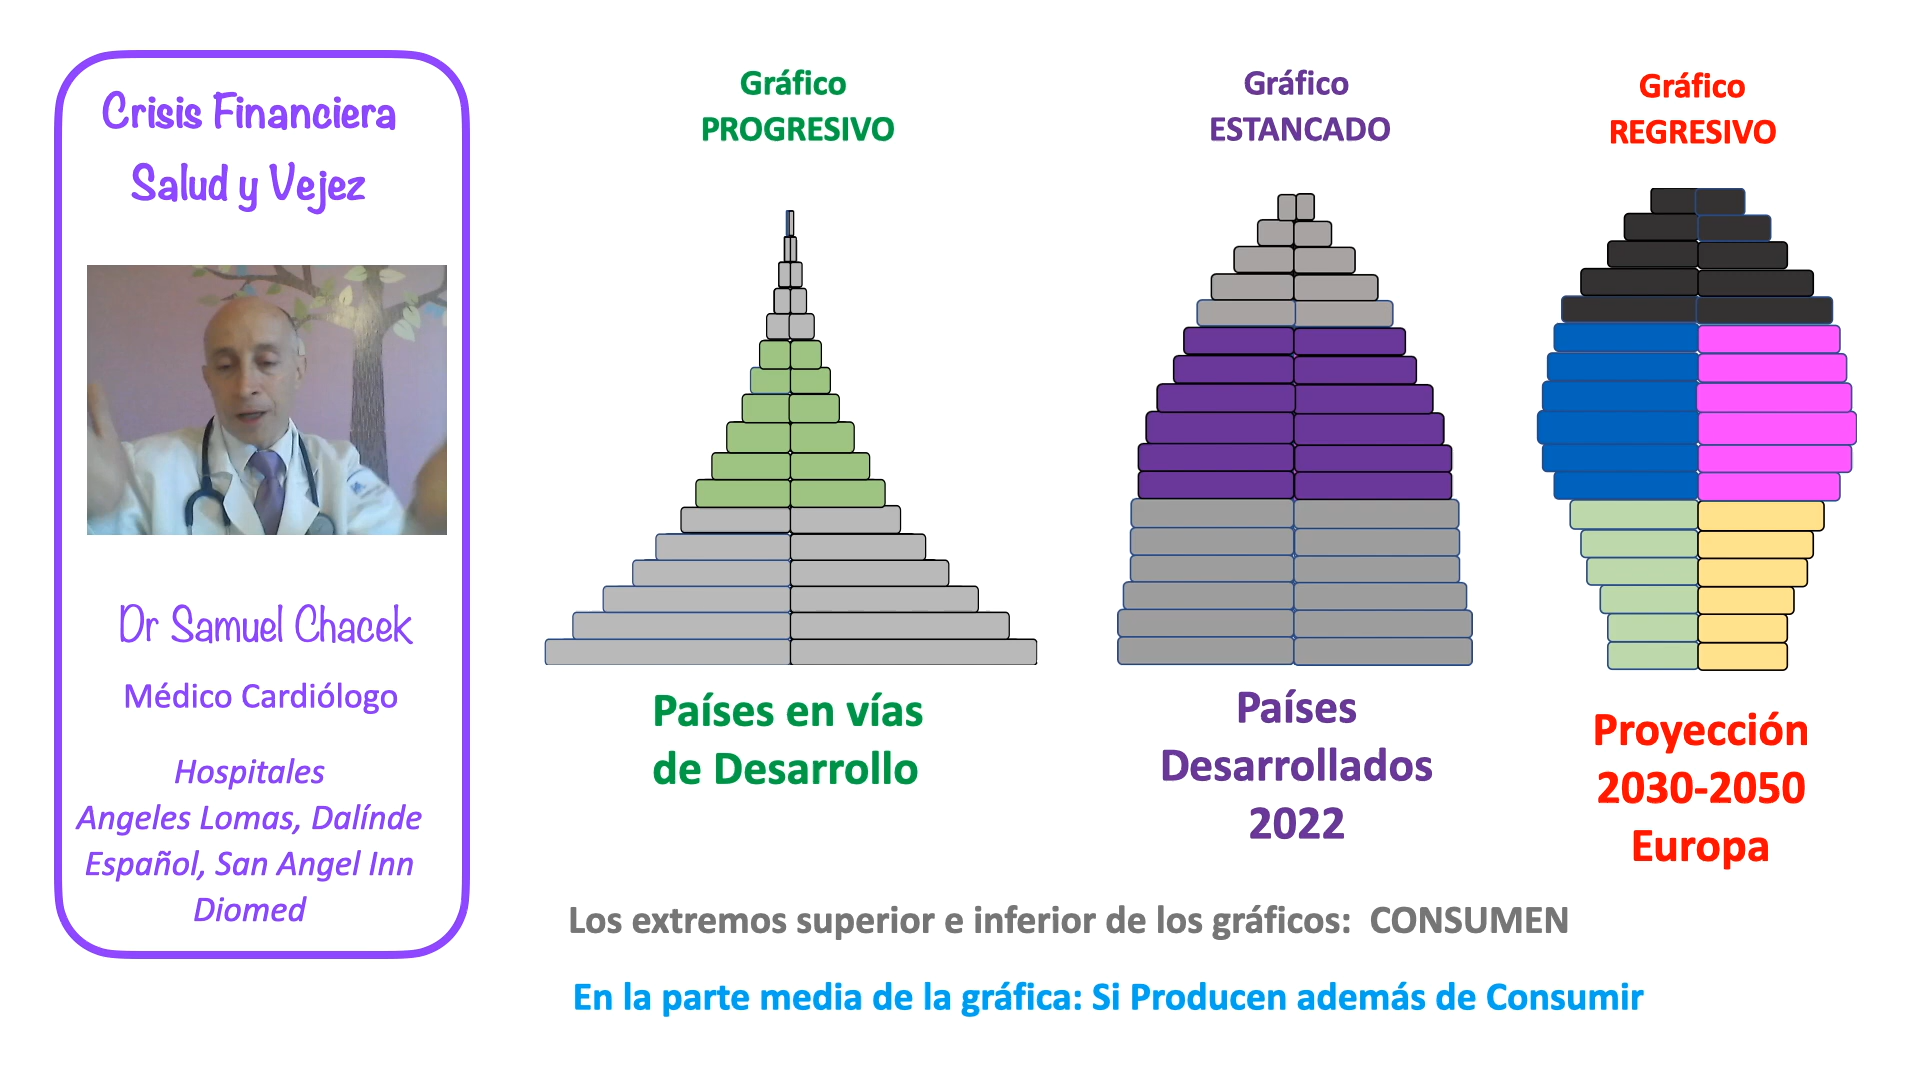 Crisis Financiera
Salud y Vejez
Dr Samuel Chacek
Médico Cardiólogo
Hospitales
Angeles Lomas, Dalínde
Español, San Angel Inn
Diomed
Gráfico
PROGRESIVO
Países en vías
de Desarrollo
Gráfico
ESTANCADO
Países
Desarrollados
2022
Gráfico
REGRESIVO
Proyección
2030-2050
Europa
Los extremos superior e inferior de los gráficos: CONSUMEN
En la parte media de la gráfica: Si Producen además de Consumir